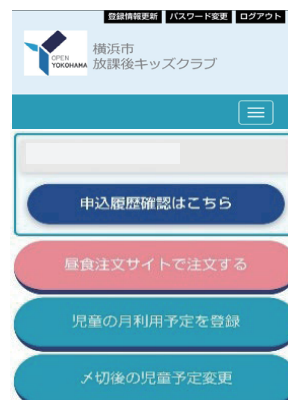 登録情報更新 パスワード変更 ログアウト
OPEN
YOKOHAMA
横浜市
放課後キッズクラブ
申込履歴確認はこちら
昼食注文サイトで注文する
児童の月利用予定を登録
〆切後の児童予定変更